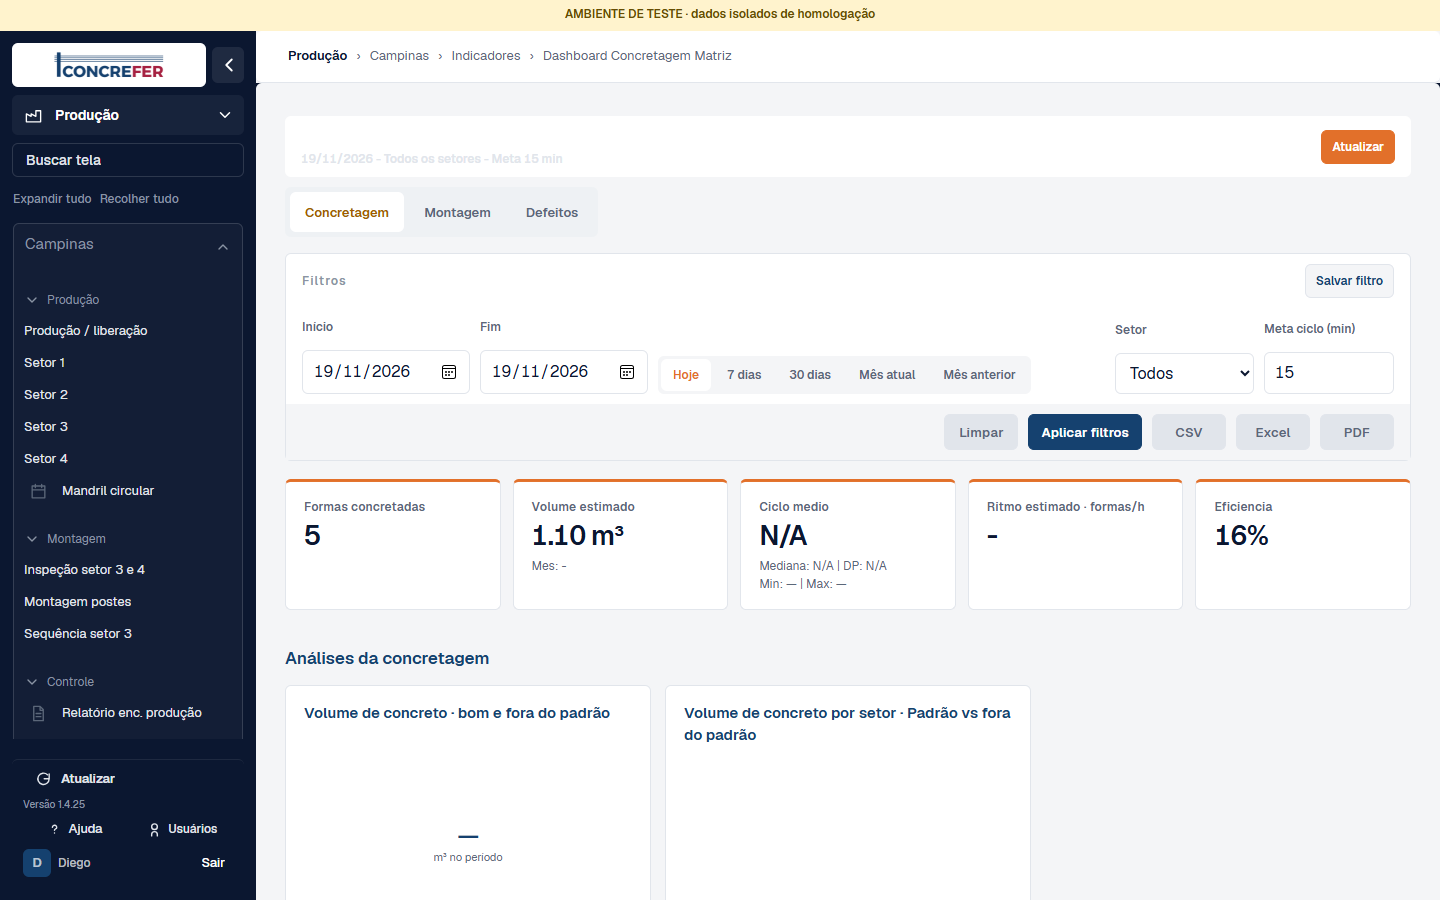 AMBIENTE DE TESTE · dados isolados de homologação
CONCREFER
Produção
Buscar tela
Expandir tudo Recolher tudo
Campinas
Produção
Produção / liberação
Setor 1
Setor 2
Setor 3
Setor 4
Mandril circular
Montagem
Inspeção setor 3 e 4
Montagem postes
Sequência setor 3
Controle
Relatório enc. produção
Atualizar
Versão 1.4.25
? Ajuda Usuários
D Diego Sair
Produção › Campinas › Indicadores › Dashboard Concretagem Matriz
19/11/2026 - Todos os setores - Meta 15 min
Atualizar
Concretagem Montagem Defeitos
Filtros
Salvar filtro
Início Fim Setor Meta ciclo (min)
19/11/2026 19/11/2026 Hoje 7 dias 30 dias Mês atual Mês anterior Todos 15
Limpar Aplicar filtros CSV Excel PDF
Formas concretadas
5
Volume estimado
1.10 m³
Mes: -
Ciclo medio
N/A
Mediana: N/A | DP: N/A
Min: — | Max: —
Ritmo estimado · formas/h
-
Eficiencia
16%
Análises da concretagem
Volume de concreto · bom e fora do padrão
—
m³ no período
Volume de concreto por setor · Padrão vs fora
do padrão